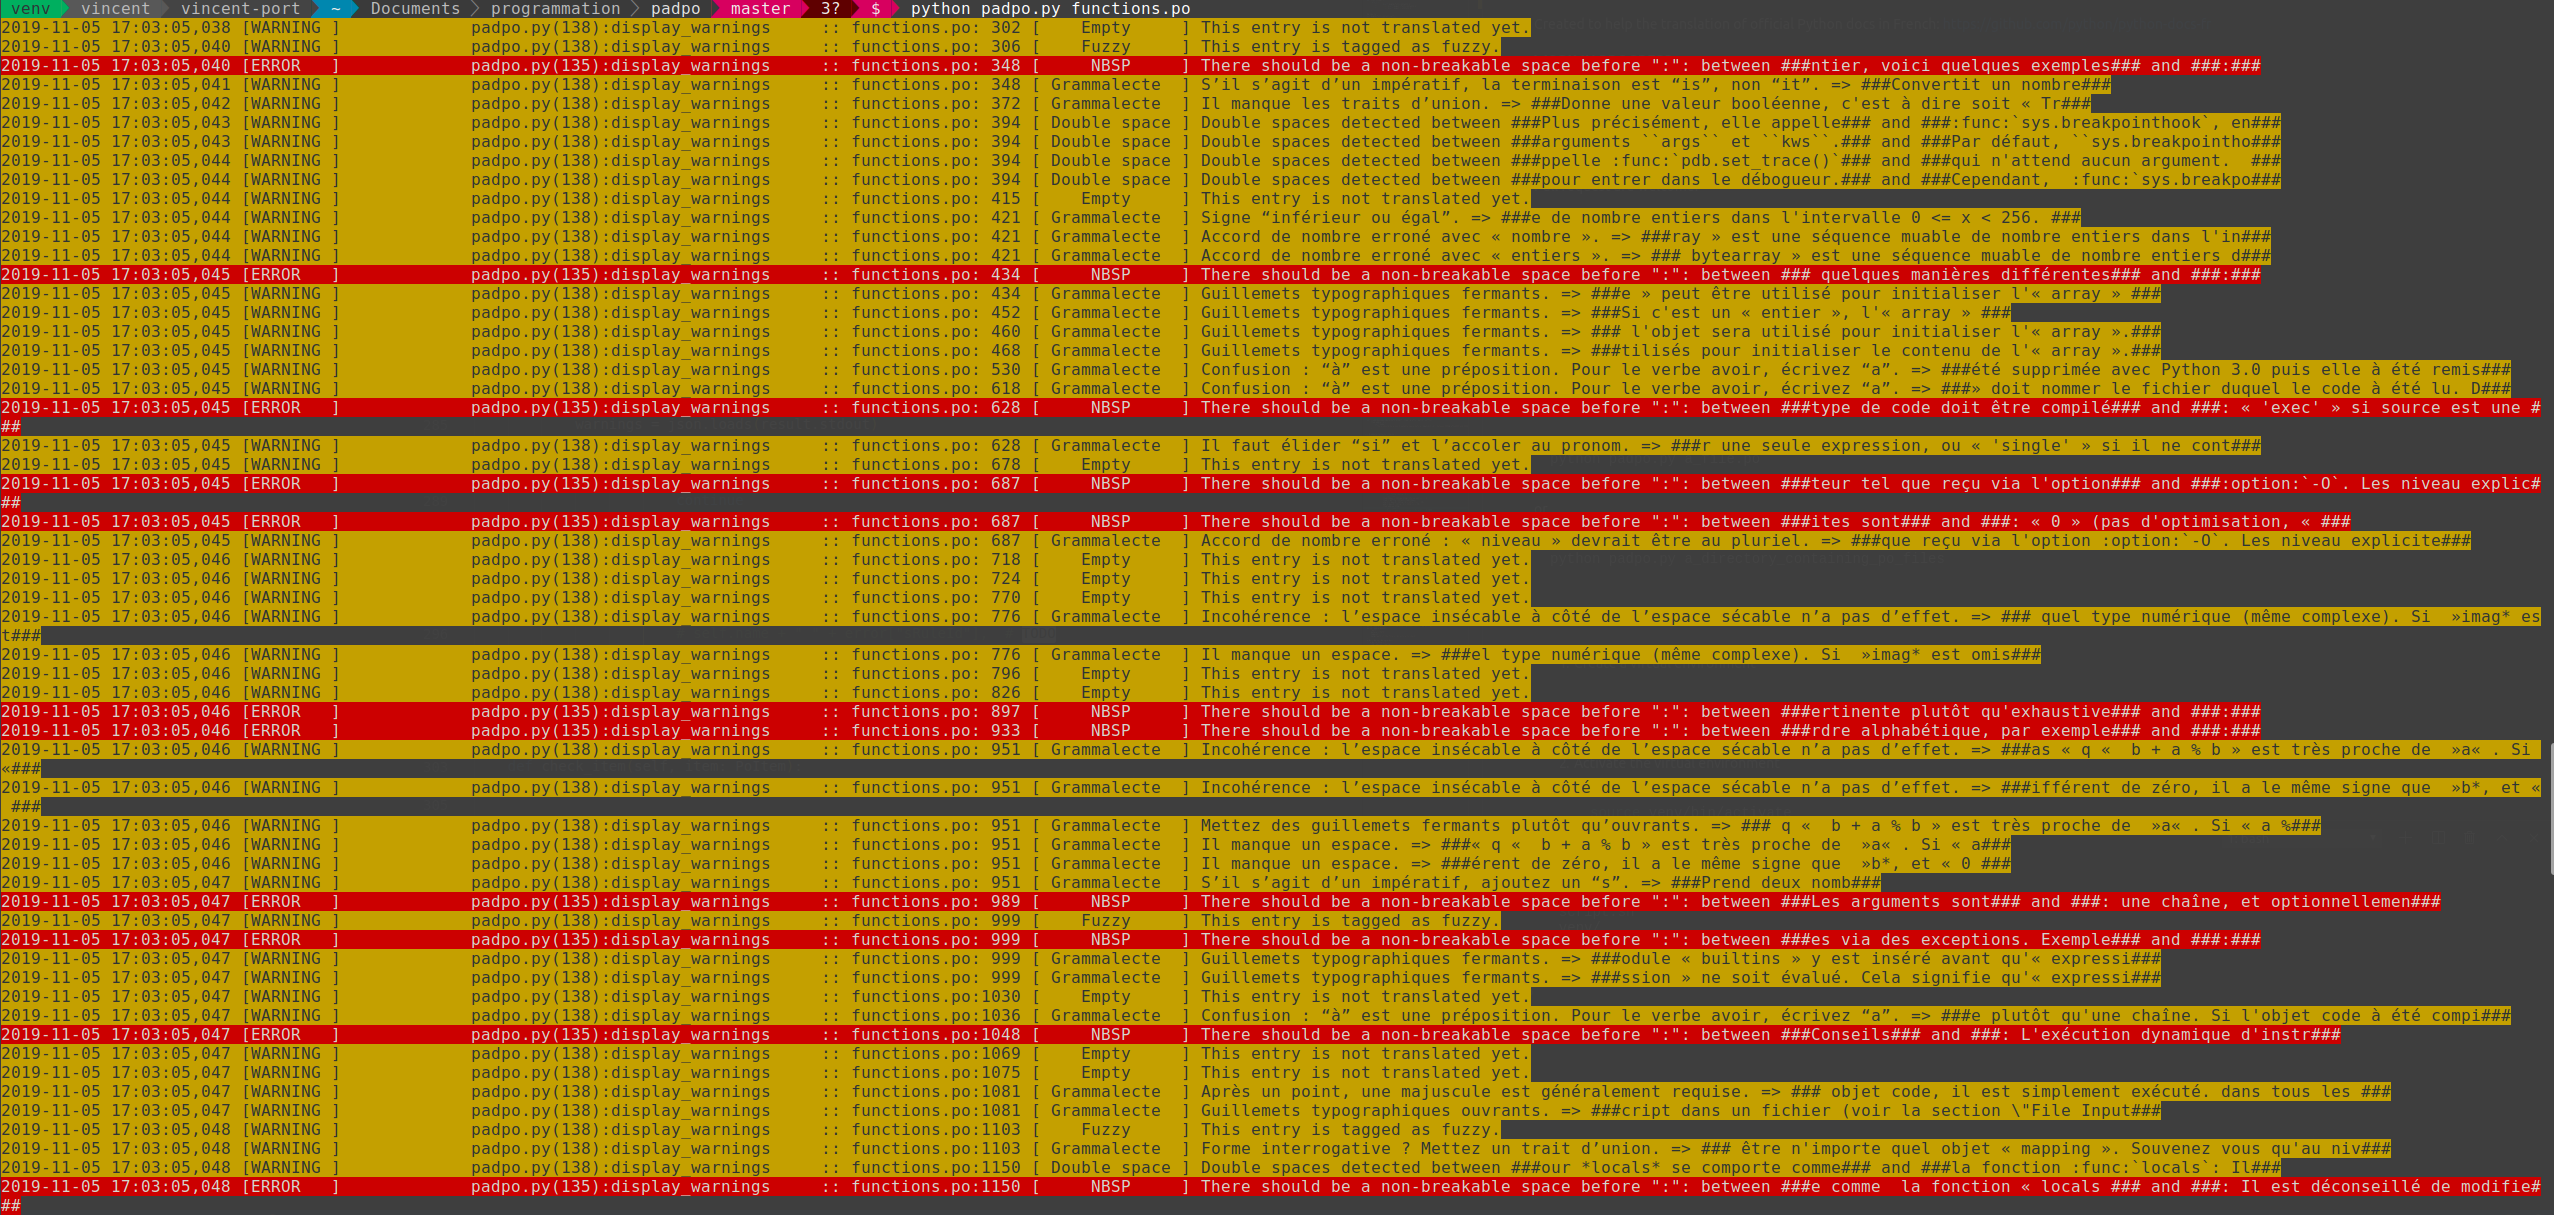 venv vincent vincent-port ~ Documents programmation padpo master 3? $ python padpo.py functions.po
2019-11-05 17:03:05,038 [WARNING ] padpo.py(138):display_warnings :: functions.po: 302 [ Empty ] This entry is not translated yet.
2019-11-05 17:03:05,040 [WARNING ] padpo.py(138):display_warnings :: functions.po: 306 [ Fuzzy ] This entry is tagged as fuzzy.
2019-11-05 17:03:05,040 [ERROR ] padpo.py(135):display_warnings :: functions.po: 348 [ NBSP ] There should be a non-breakable space before ":": between ###ntier, voici quelques exemples### and ###:###
2019-11-05 17:03:05,041 [WARNING ] padpo.py(138):display_warnings :: functions.po: 348 [ Grammalecte ] S’il s’agit d’un impératif, la terminaison est “is”, non “it”. => ###Convertit un nombre###
2019-11-05 17:03:05,042 [WARNING ] padpo.py(138):display_warnings :: functions.po: 372 [ Grammalecte ] Il manque les traits d’union. => ###Donne une valeur booléenne, c'est à dire soit « Tr###
2019-11-05 17:03:05,043 [WARNING ] padpo.py(138):display_warnings :: functions.po: 394 [ Double space ] Double spaces detected between ###Plus précisément, elle appelle### and ###:func:`sys.breakpointhook`, en###
2019-11-05 17:03:05,043 [WARNING ] padpo.py(138):display_warnings :: functions.po: 394 [ Double space ] Double spaces detected between ###arguments ``args`` et ``kws``.### and ###Par défaut, ``sys.breakpointho###
2019-11-05 17:03:05,044 [WARNING ] padpo.py(138):display_warnings :: functions.po: 394 [ Double space ] Double spaces detected between ###ppelle :func:`pdb.set_trace()`### and ###qui n'attend aucun argument.  ###
2019-11-05 17:03:05,044 [WARNING ] padpo.py(138):display_warnings :: functions.po: 394 [ Double space ] Double spaces detected between ###pour entrer dans le débogueur.### and ###Cependant,  :func:`sys.breakpo###
2019-11-05 17:03:05,044 [WARNING ] padpo.py(138):display_warnings :: functions.po: 415 [ Empty ] This entry is not translated yet.
2019-11-05 17:03:05,044 [WARNING ] padpo.py(138):display_warnings :: functions.po: 421 [ Grammalecte ] Signe “inférieur ou égal”. => ###e de nombre entiers dans l'intervalle 0 <= x < 256. ###
2019-11-05 17:03:05,044 [WARNING ] padpo.py(138):display_warnings :: functions.po: 421 [ Grammalecte ] Accord de nombre erroné avec « nombre ». => ###ray » est une séquence muable de nombre entiers dans l'in###
2019-11-05 17:03:05,044 [WARNING ] padpo.py(138):display_warnings :: functions.po: 421 [ Grammalecte ] Accord de nombre erroné avec « entiers ». => ### bytearray » est une séquence muable de nombre entiers d###
2019-11-05 17:03:05,045 [ERROR ] padpo.py(135):display_warnings :: functions.po: 434 [ NBSP ] There should be a non-breakable space before ":": between ### quelques manières différentes### and ###:###
2019-11-05 17:03:05,045 [WARNING ] padpo.py(138):display_warnings :: functions.po: 434 [ Grammalecte ] Guillemets typographiques fermants. => ###e » peut être utilisé pour initialiser l'« array » ###
2019-11-05 17:03:05,045 [WARNING ] padpo.py(138):display_warnings :: functions.po: 452 [ Grammalecte ] Guillemets typographiques fermants. => ###Si c'est un « entier », l'« array » ###
2019-11-05 17:03:05,045 [WARNING ] padpo.py(138):display_warnings :: functions.po: 460 [ Grammalecte ] Guillemets typographiques fermants. => ### l'objet sera utilisé pour initialiser l'« array ».###
2019-11-05 17:03:05,045 [WARNING ] padpo.py(138):display_warnings :: functions.po: 468 [ Grammalecte ] Guillemets typographiques fermants. => ###tilisés pour initialiser le contenu de l'« array ».###
2019-11-05 17:03:05,045 [WARNING ] padpo.py(138):display_warnings :: functions.po: 530 [ Grammalecte ] Confusion : “à” est une préposition. Pour le verbe avoir, écrivez “a”. => ###été supprimée avec Python 3.0 puis elle à été remis###
2019-11-05 17:03:05,045 [WARNING ] padpo.py(138):display_warnings :: functions.po: 618 [ Grammalecte ] Confusion : “à” est une préposition. Pour le verbe avoir, écrivez “a”. => ###» doit nommer le fichier duquel le code à été lu. D###
2019-11-05 17:03:05,045 [ERROR ] padpo.py(135):display_warnings :: functions.po: 628 [ NBSP ] There should be a non-breakable space before ":": between ###type de code doit être compilé### and ###: « 'exec' » si source est une #
##
2019-11-05 17:03:05,045 [WARNING ] padpo.py(138):display_warnings :: functions.po: 628 [ Grammalecte ] Il faut élider “si” et l’accoler au pronom. => ###r une seule expression, ou « 'single' » si il ne cont###
2019-11-05 17:03:05,045 [WARNING ] padpo.py(138):display_warnings :: functions.po: 678 [ Empty ] This entry is not translated yet.
2019-11-05 17:03:05,045 [ERROR ] padpo.py(135):display_warnings :: functions.po: 687 [ NBSP ] There should be a non-breakable space before ":": between ###teur tel que reçu via l'option### and ###:option:`-O`. Les niveau explic#
##
2019-11-05 17:03:05,045 [ERROR ] padpo.py(135):display_warnings :: functions.po: 687 [ NBSP ] There should be a non-breakable space before ":": between ###ites sont### and ###: « 0 » (pas d'optimisation, « ###
2019-11-05 17:03:05,045 [WARNING ] padpo.py(138):display_warnings :: functions.po: 687 [ Grammalecte ] Accord de nombre erroné : « niveau » devrait être au pluriel. => ###que reçu via l'option :option:`-O`. Les niveau explicite###
2019-11-05 17:03:05,046 [WARNING ] padpo.py(138):display_warnings :: functions.po: 718 [ Empty ] This entry is not translated yet.
2019-11-05 17:03:05,046 [WARNING ] padpo.py(138):display_warnings :: functions.po: 724 [ Empty ] This entry is not translated yet.
2019-11-05 17:03:05,046 [WARNING ] padpo.py(138):display_warnings :: functions.po: 770 [ Empty ] This entry is not translated yet.
2019-11-05 17:03:05,046 [WARNING ] padpo.py(138):display_warnings :: functions.po: 776 [ Grammalecte ] Incohérence : l’espace insécable à côté de l’espace sécable n’a pas d’effet. => ### quel type numérique (même complexe). Si  »imag* es
t###
2019-11-05 17:03:05,046 [WARNING ] padpo.py(138):display_warnings :: functions.po: 776 [ Grammalecte ] Il manque un espace. => ###el type numérique (même complexe). Si  »imag* est omis###
2019-11-05 17:03:05,046 [WARNING ] padpo.py(138):display_warnings :: functions.po: 796 [ Empty ] This entry is not translated yet.
2019-11-05 17:03:05,046 [WARNING ] padpo.py(138):display_warnings :: functions.po: 826 [ Empty ] This entry is not translated yet.
2019-11-05 17:03:05,046 [ERROR ] padpo.py(135):display_warnings :: functions.po: 897 [ NBSP ] There should be a non-breakable space before ":": between ###ertinente plutôt qu'exhaustive### and ###:###
2019-11-05 17:03:05,046 [ERROR ] padpo.py(135):display_warnings :: functions.po: 933 [ NBSP ] There should be a non-breakable space before ":": between ###rdre alphabétique, par exemple### and ###:###
2019-11-05 17:03:05,046 [WARNING ] padpo.py(138):display_warnings :: functions.po: 951 [ Grammalecte ] Incohérence : l’espace insécable à côté de l’espace sécable n’a pas d’effet. => ###as « q «  b + a % b » est très proche de  »a« . Si
«###
2019-11-05 17:03:05,046 [WARNING ] padpo.py(138):display_warnings :: functions.po: 951 [ Grammalecte ] Incohérence : l’espace insécable à côté de l’espace sécable n’a pas d’effet. => ###ifférent de zéro, il a le même signe que  »b*, et «
###
2019-11-05 17:03:05,046 [WARNING ] padpo.py(138):display_warnings :: functions.po: 951 [ Grammalecte ] Mettez des guillemets fermants plutôt qu’ouvrants. => ### q «  b + a % b » est très proche de  »a« . Si « a %###
2019-11-05 17:03:05,046 [WARNING ] padpo.py(138):display_warnings :: functions.po: 951 [ Grammalecte ] Il manque un espace. => ###« q «  b + a % b » est très proche de  »a« . Si « a###
2019-11-05 17:03:05,046 [WARNING ] padpo.py(138):display_warnings :: functions.po: 951 [ Grammalecte ] Il manque un espace. => ###érent de zéro, il a le même signe que  »b*, et « 0 ###
2019-11-05 17:03:05,047 [WARNING ] padpo.py(138):display_warnings :: functions.po: 951 [ Grammalecte ] S’il s’agit d’un impératif, ajoutez un “s”. => ###Prend deux nomb###
2019-11-05 17:03:05,047 [ERROR ] padpo.py(135):display_warnings :: functions.po: 989 [ NBSP ] There should be a non-breakable space before ":": between ###Les arguments sont### and ###: une chaîne, et optionnellemen###
2019-11-05 17:03:05,047 [WARNING ] padpo.py(138):display_warnings :: functions.po: 999 [ Fuzzy ] This entry is tagged as fuzzy.
2019-11-05 17:03:05,047 [ERROR ] padpo.py(135):display_warnings :: functions.po: 999 [ NBSP ] There should be a non-breakable space before ":": between ###es via des exceptions. Exemple### and ###:###
2019-11-05 17:03:05,047 [WARNING ] padpo.py(138):display_warnings :: functions.po: 999 [ Grammalecte ] Guillemets typographiques fermants. => ###odule « builtins » y est inséré avant qu'« expressi###
2019-11-05 17:03:05,047 [WARNING ] padpo.py(138):display_warnings :: functions.po: 999 [ Grammalecte ] Guillemets typographiques fermants. => ###ssion » ne soit évalué. Cela signifie qu'« expressi###
2019-11-05 17:03:05,047 [WARNING ] padpo.py(138):display_warnings :: functions.po:1030 [ Empty ] This entry is not translated yet.
2019-11-05 17:03:05,047 [WARNING ] padpo.py(138):display_warnings :: functions.po:1036 [ Grammalecte ] Confusion : “à” est une préposition. Pour le verbe avoir, écrivez “a”. => ###e plutôt qu'une chaîne. Si l'objet code à été compi###
2019-11-05 17:03:05,047 [ERROR ] padpo.py(135):display_warnings :: functions.po:1048 [ NBSP ] There should be a non-breakable space before ":": between ###Conseils### and ###: L'exécution dynamique d'instr###
2019-11-05 17:03:05,047 [WARNING ] padpo.py(138):display_warnings :: functions.po:1069 [ Empty ] This entry is not translated yet.
2019-11-05 17:03:05,047 [WARNING ] padpo.py(138):display_warnings :: functions.po:1075 [ Empty ] This entry is not translated yet.
2019-11-05 17:03:05,047 [WARNING ] padpo.py(138):display_warnings :: functions.po:1081 [ Grammalecte ] Après un point, une majuscule est généralement requise. => ### objet code, il est simplement exécuté. dans tous les ###
2019-11-05 17:03:05,047 [WARNING ] padpo.py(138):display_warnings :: functions.po:1081 [ Grammalecte ] Guillemets typographiques ouvrants. => ###cript dans un fichier (voir la section \"File Input###
2019-11-05 17:03:05,048 [WARNING ] padpo.py(138):display_warnings :: functions.po:1103 [ Fuzzy ] This entry is tagged as fuzzy.
2019-11-05 17:03:05,048 [WARNING ] padpo.py(138):display_warnings :: functions.po:1103 [ Grammalecte ] Forme interrogative ? Mettez un trait d’union. => ### être n'importe quel objet « mapping ». Souvenez vous qu'au niv###
2019-11-05 17:03:05,048 [WARNING ] padpo.py(138):display_warnings :: functions.po:1150 [ Double space ] Double spaces detected between ###our *locals* se comporte comme### and ###la fonction :func:`locals`: Il###
2019-11-05 17:03:05,048 [ERROR ] padpo.py(135):display_warnings :: functions.po:1150 [ NBSP ] There should be a non-breakable space before ":": between ###e comme  la fonction « locals ### and ###: Il est déconseillé de modifie#
##